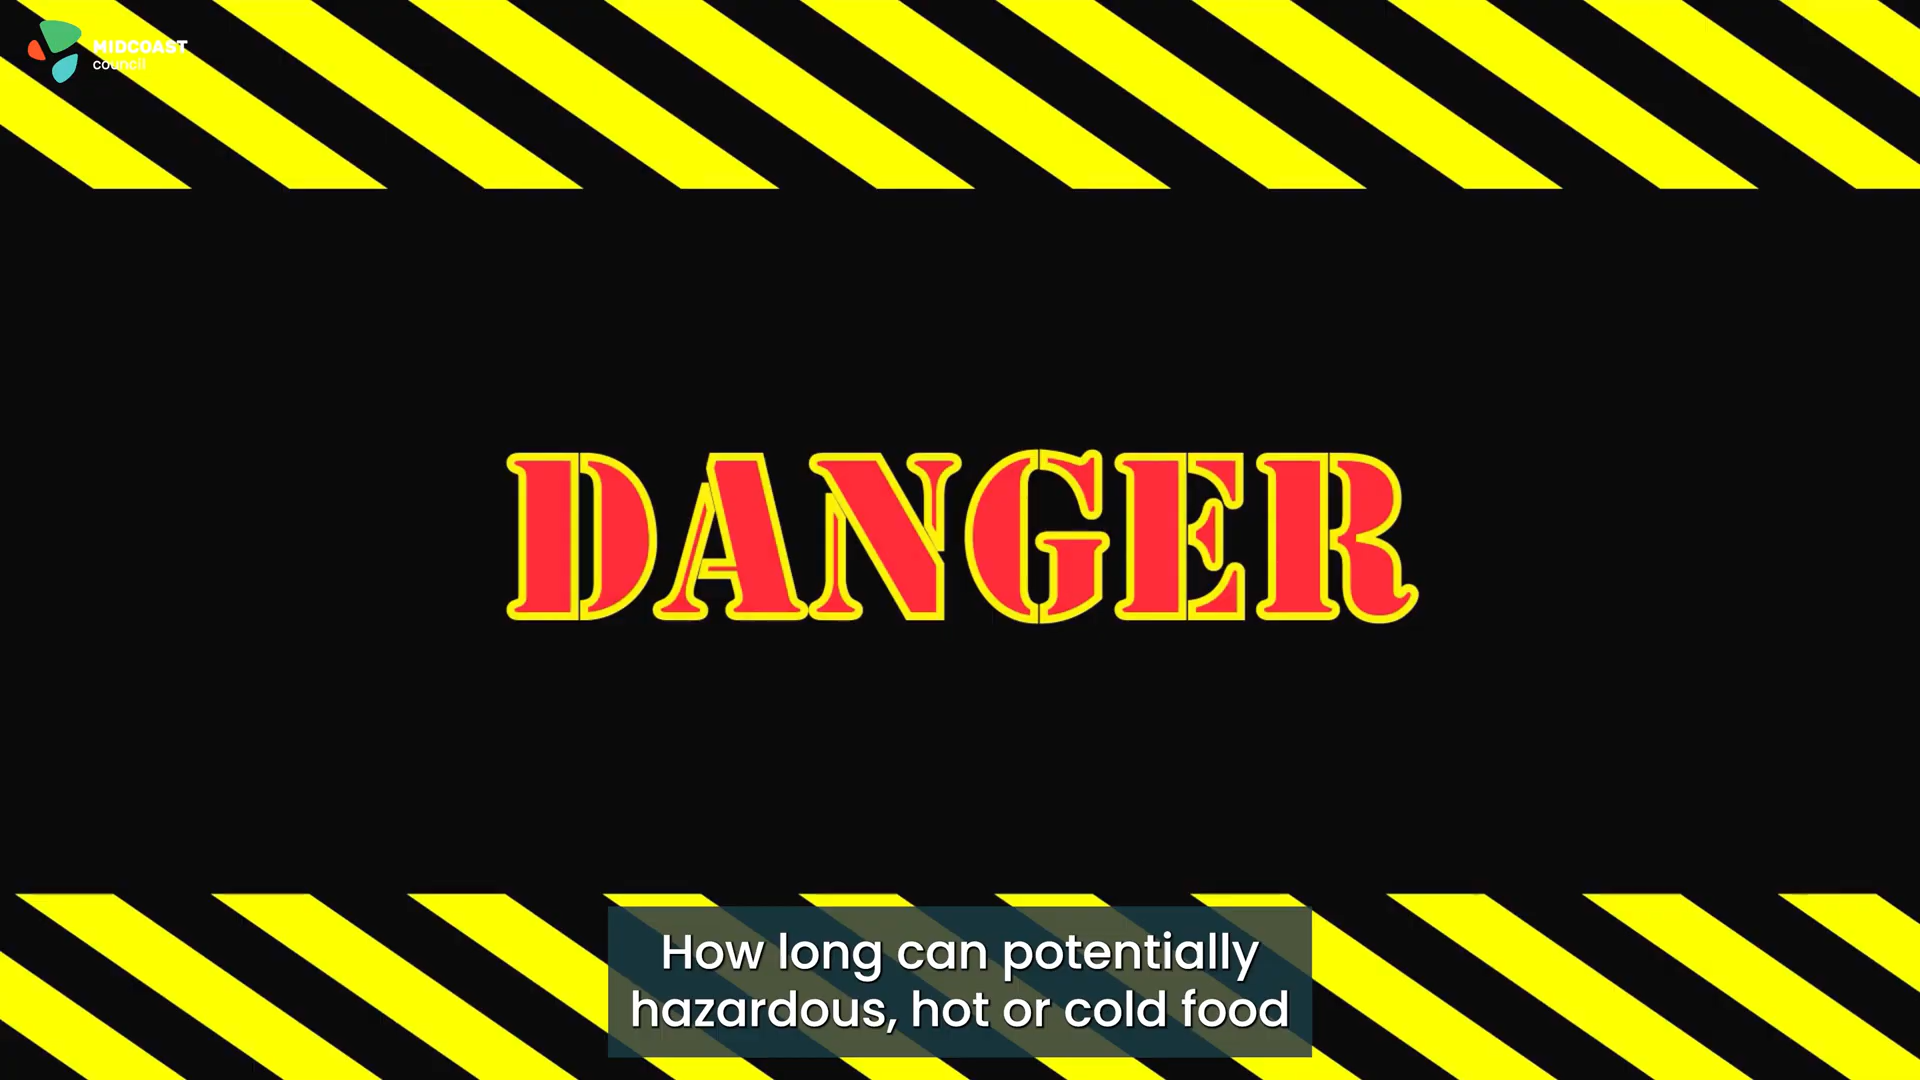 MIDCOAST
council
DANGER
How long can potentially
hazardous, hot or cold food